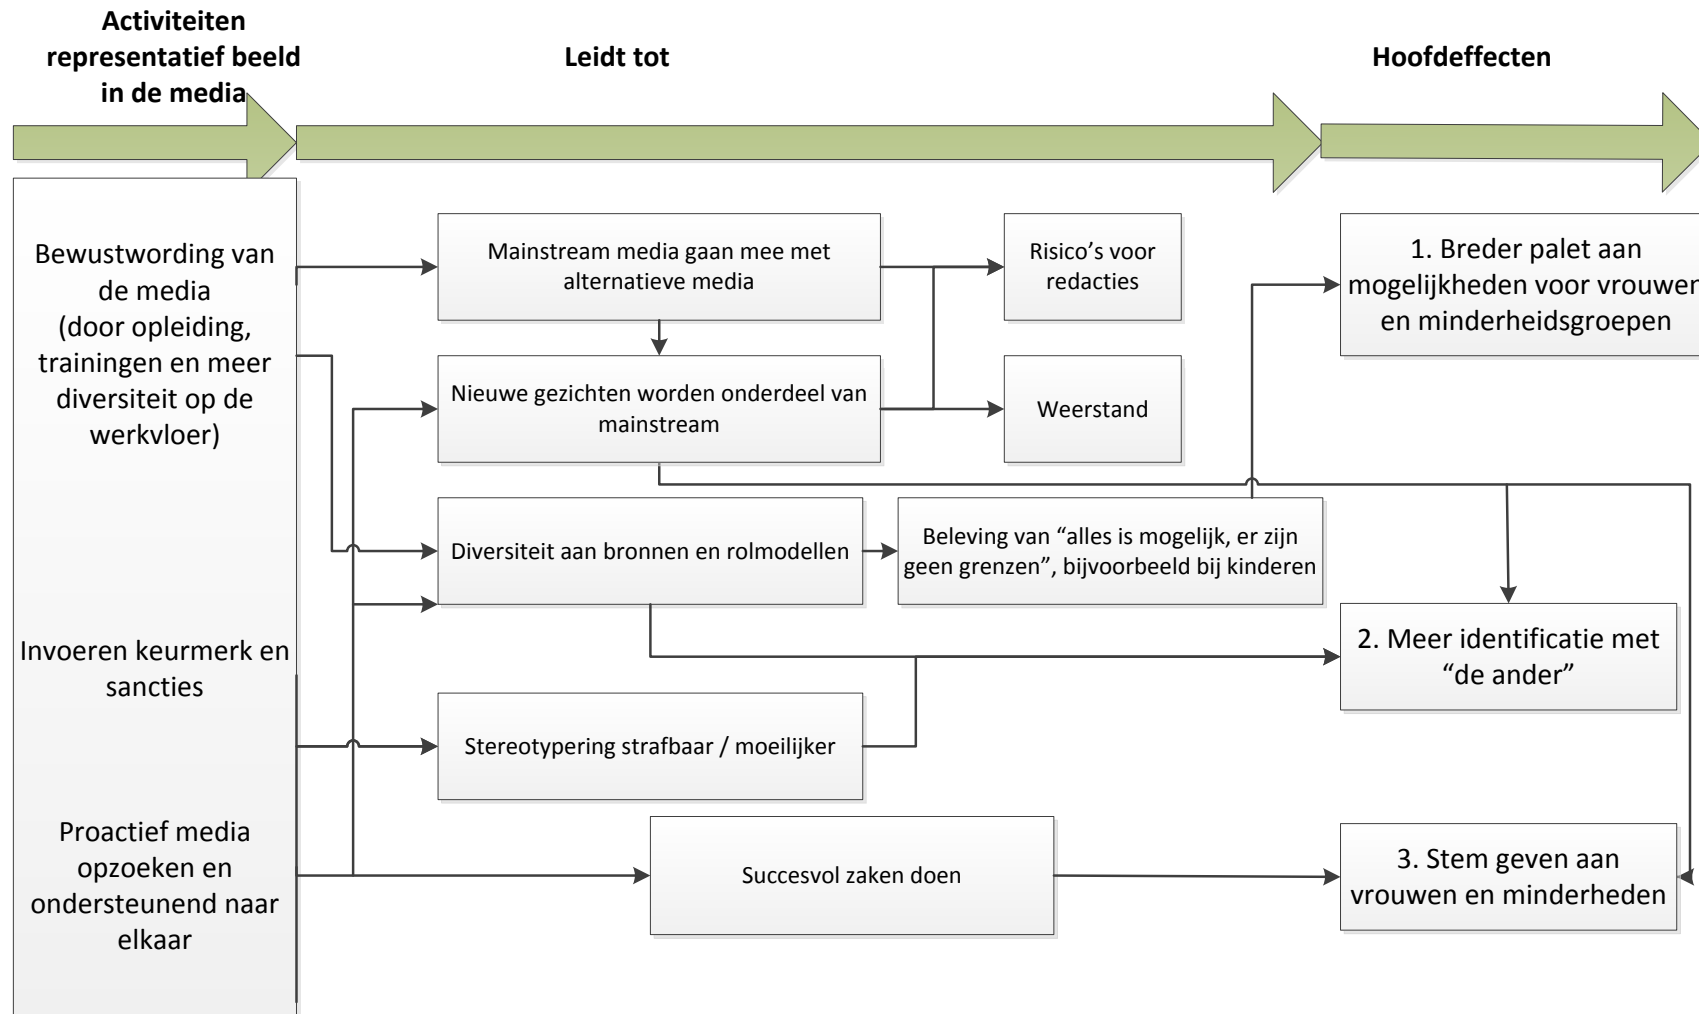 Activiteiten
representatief beeld
in de media
Leidt tot
Hoofdeffecten
Bewustwording van
de media
(door opleiding,
trainingen en meer
diversiteit op de
werkvloer)
Invoeren keurmerk en
sancties
Proactief media
opzoeken en
ondersteunend naar
elkaar
Mainstream media gaan mee met
alternatieve media
Risico’s voor
redacties
Nieuwe gezichten worden onderdeel van
mainstream
Weerstand
Diversiteit aan bronnen en rolmodellen
Beleving van “alles is mogelijk, er zijn
geen grenzen”, bijvoorbeeld bij kinderen
Stereotypering strafbaar / moeilijker
Succesvol zaken doen
1. Breder palet aan
mogelijkheden voor vrouwen
en minderheidsgroepen
2. Meer identificatie met
“de ander”
3. Stem geven aan
vrouwen en minderheden